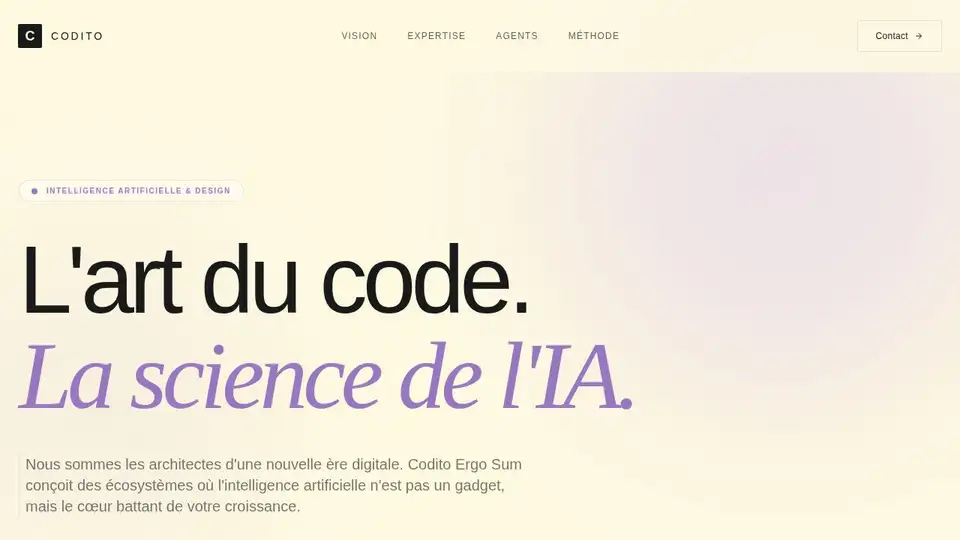 C CODITO
VISION EXPERTISE AGENTS MÉTHODE
Contact →
INTELLIGENCE ARTIFICIELLE & DESIGN
L'art du code.
La science de l'IA.
Nous sommes les architectes d'une nouvelle ère digitale. Codito Ergo Sum
conçoit des écosystèmes où l'intelligence artificielle n'est pas un gadget,
mais le cœur battant de votre croissance.